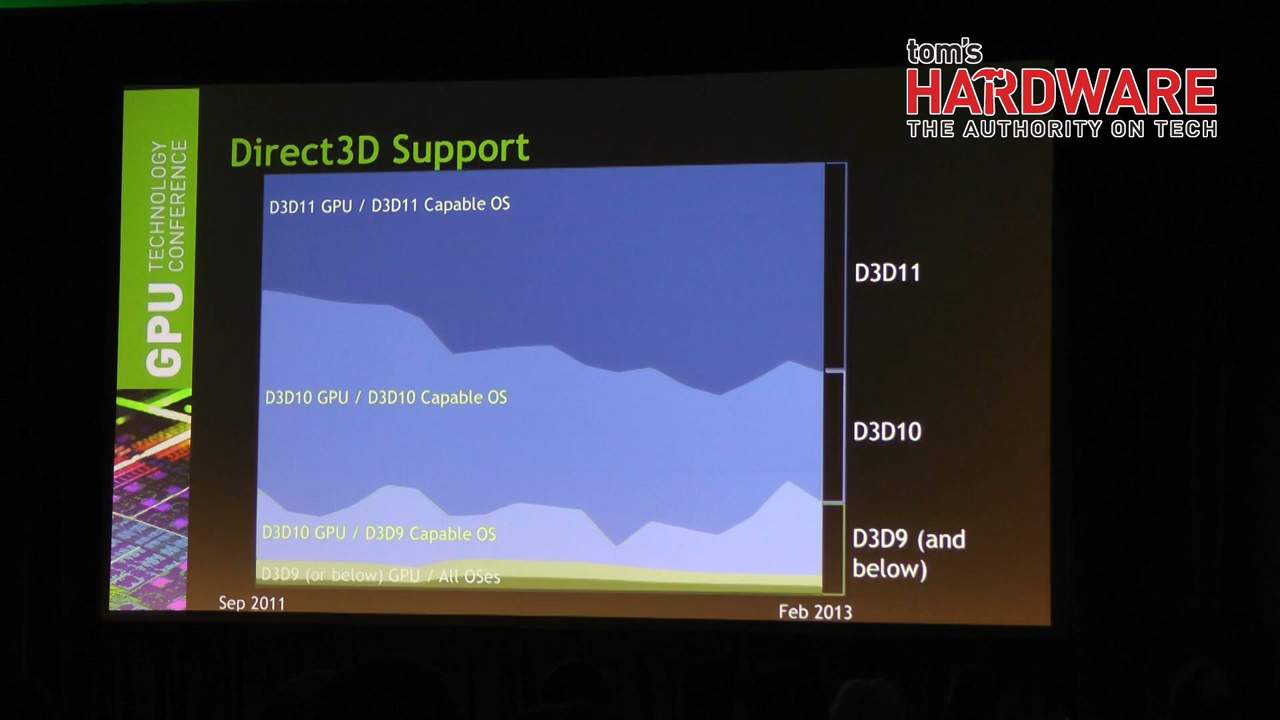 tom's
HARDWARE
THE AUTHORITY ON TECH
GPU TECHNOLOGY
CONFERENCE
Direct3D Support
D3D11 GPU / D3D11 Capable OS
D3D11
D3D10 GPU / D3D10 Capable OS
D3D10
D3D10 GPU / D3D9 Capable OS
D3D9 (and
below)
D3D9 (or below) GPU / All OSes
Sep 2011
Feb 2013